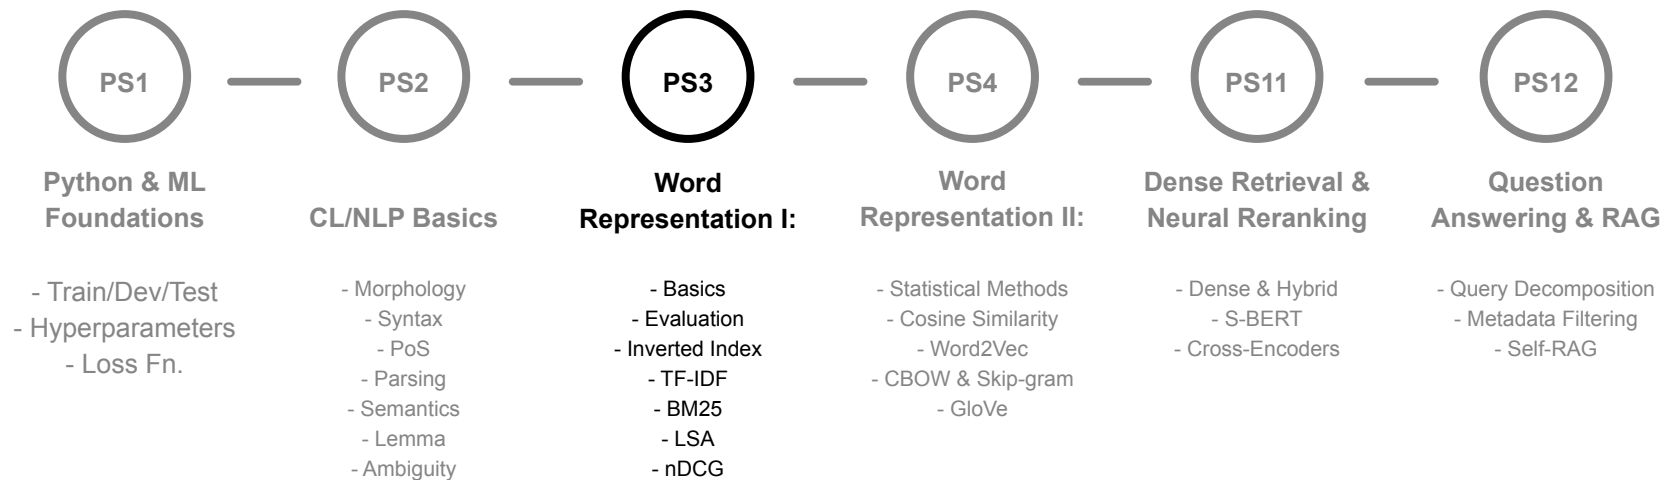 PS1
Python & ML
Foundations
- Train/Dev/Test
- Hyperparameters
- Loss Fn.
PS2
CL/NLP Basics
- Morphology
- Syntax
- PoS
- Parsing
- Semantics
- Lemma
- Ambiguity
PS3
Word
Representation I:
- Basics
- Evaluation
- Inverted Index
- TF-IDF
- BM25
- LSA
- nDCG
PS4
Word
Representation II:
- Statistical Methods
- Cosine Similarity
- Word2Vec
- CBOW & Skip-gram
- GloVe
PS11
Dense Retrieval &
Neural Reranking
- Dense & Hybrid
- S-BERT
- Cross-Encoders
PS12
Question
Answering & RAG
- Query Decomposition
- Metadata Filtering
- Self-RAG